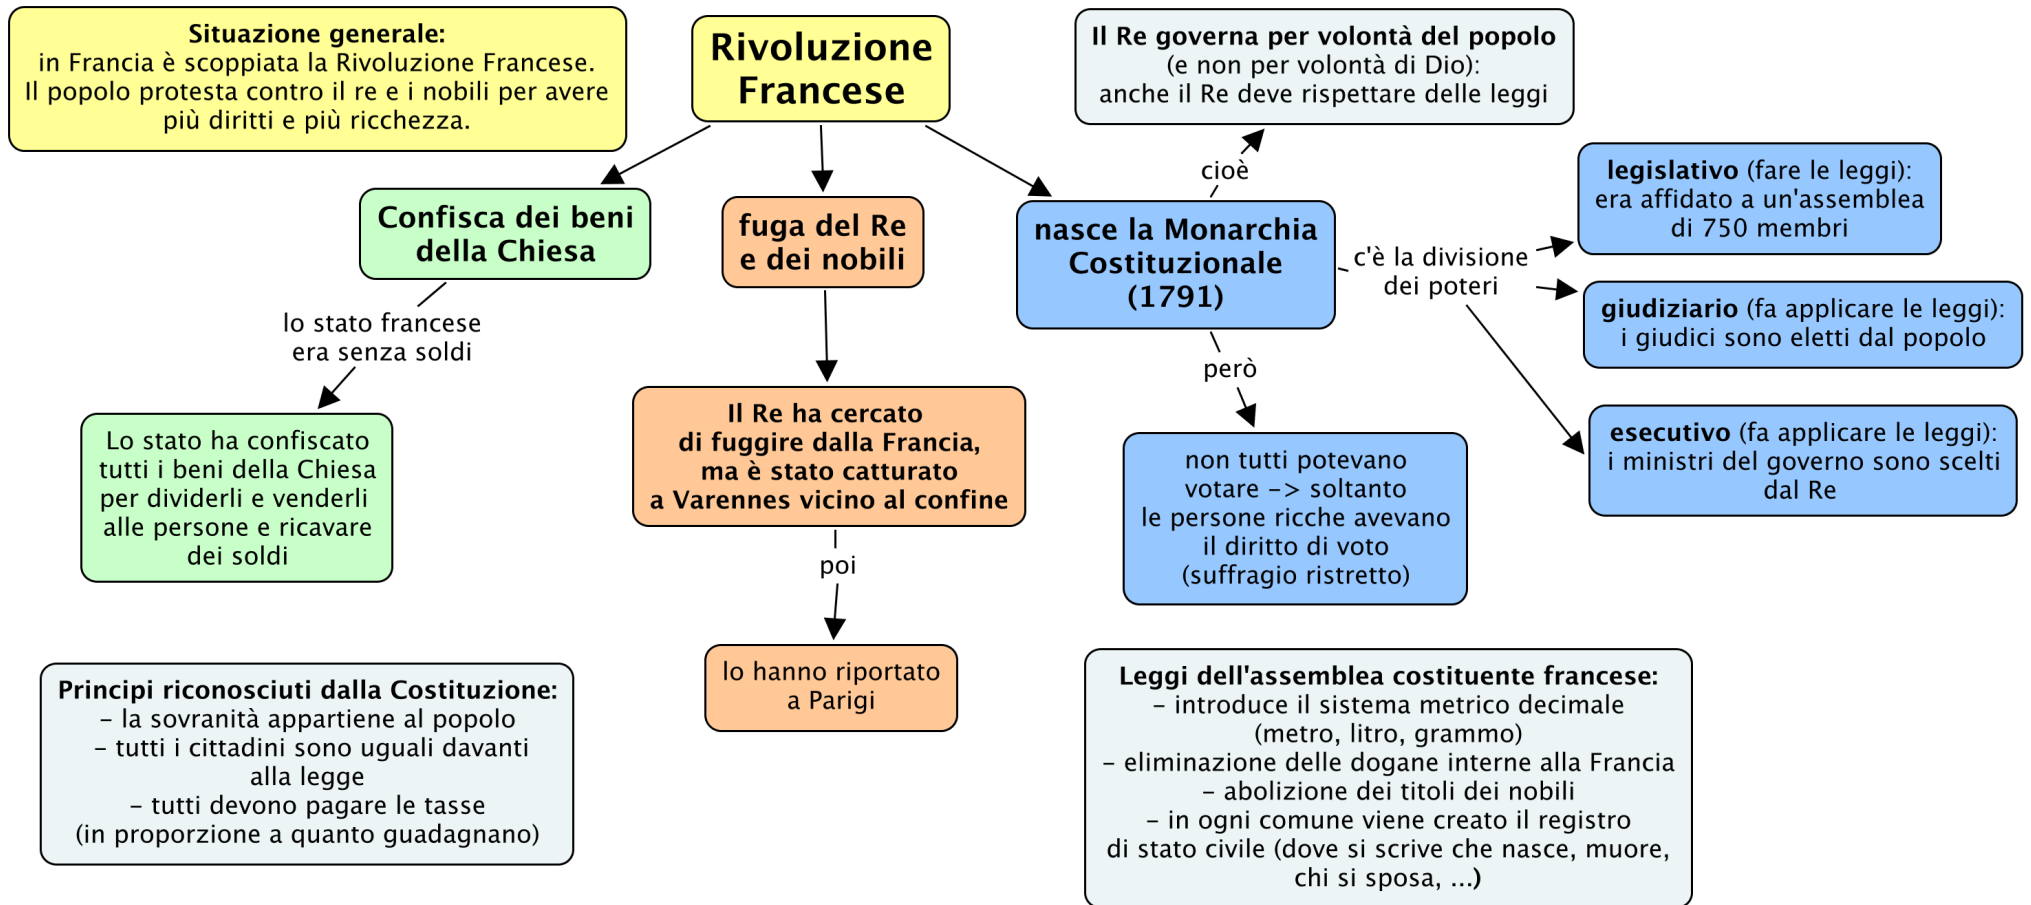 Situazione generale:
in Francia è scoppiata la Rivoluzione Francese.
Il popolo protesta contro il re e i nobili per avere
più diritti e più ricchezza.
Rivoluzione
Francese
Il Re governa per volontà del popolo
(e non per volontà di Dio):
anche il Re deve rispettare delle leggi
cioè
Confisca dei beni
della Chiesa
fuga del Re
e dei nobili
nasce la Monarchia
Costituzionale
(1791)
c'è la divisione
dei poteri
legislativo (fare le leggi):
era affidato a un'assemblea
di 750 membri
giudiziario (fa applicare le leggi):
i giudici sono eletti dal popolo
esecutivo (fa applicare le leggi):
i ministri del governo sono scelti
dal Re
lo stato francese
era senza soldi
Lo stato ha confiscato
tutti i beni della Chiesa
per dividerli e venderli
alle persone e ricavare
dei soldi
Il Re ha cercato
di fuggire dalla Francia,
ma è stato catturato
a Varennes vicino al confine
poi
lo hanno riportato
a Parigi
però
non tutti potevano
votare -> soltanto
le persone ricche avevano
il diritto di voto
(suffragio ristretto)
Principi riconosciuti dalla Costituzione:
- la sovranità appartiene al popolo
- tutti i cittadini sono uguali davanti
alla legge
- tutti devono pagare le tasse
(in proporzione a quanto guadagnano)
Leggi dell'assemblea costituente francese:
- introduce il sistema metrico decimale
(metro, litro, grammo)
- eliminazione delle dogane interne alla Francia
- abolizione dei titoli dei nobili
- in ogni comune viene creato il registro
di stato civile (dove si scrive che nasce, muore,
chi si sposa, ...)